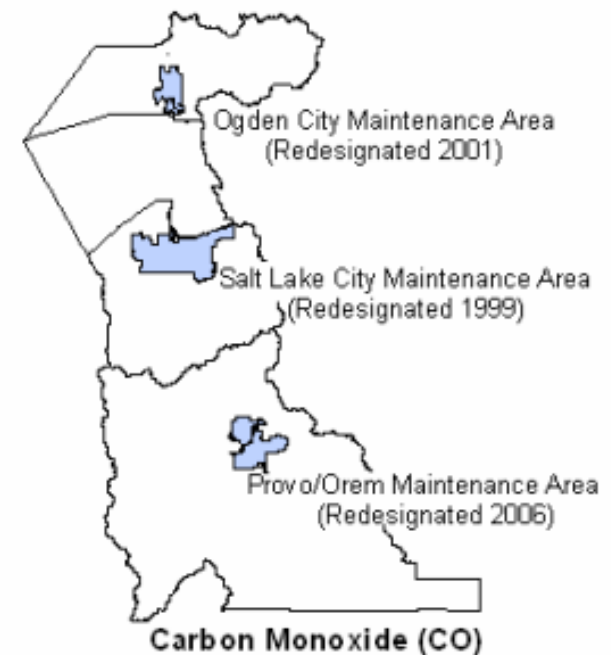 Ogden City Maintenance Area
(Redesignated 2001)
Salt Lake City Maintenance Area
(Redesignated 1999)
Provo/Orem Maintenance Area
(Redesignated 2006)
Carbon Monoxide (CO)